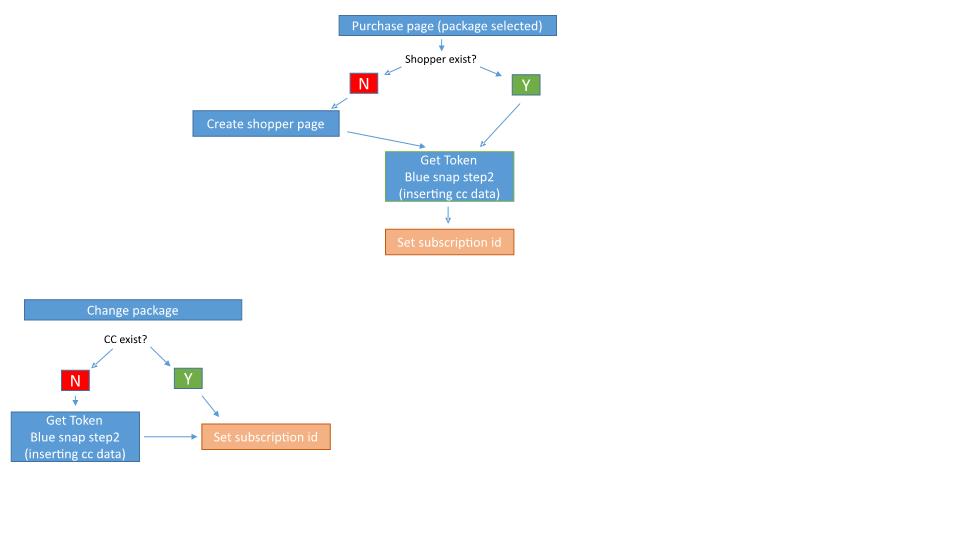 Purchase page (package selected)
Shopper exist?
N
Y
Create shopper page
Get Token
Blue snap step2
(inserting cc data)
Set subscription id
Change package
CC exist?
N
Y
Get Token
Blue snap step2
(inserting cc data)
Set subscription id